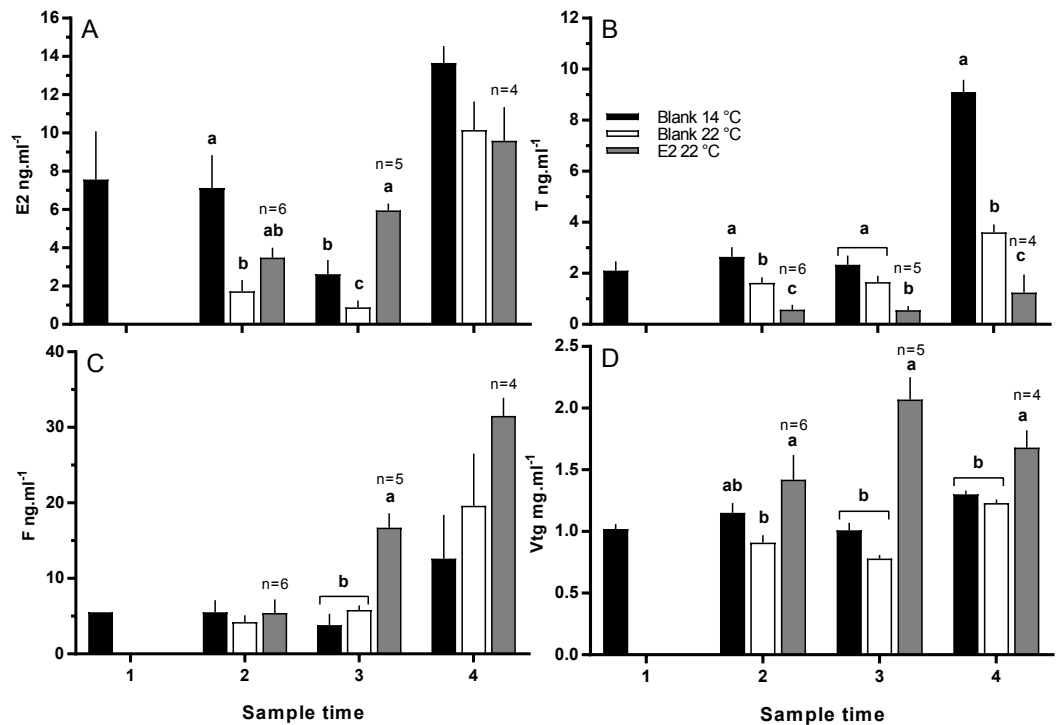 A
E2 ng.ml-1
16
14
12
10
8
6
4
2
0
a
b
n=6
ab
b
c
n=5
a
n=4
B
T ng.ml-1
12
10
8
6
4
2
0
Blank 14 °C
Blank 22 °C
E2 22 °C
a
b
n=6
c
a
n=5
b
a
b
n=4
c
C
F ng.ml-1
40
30
20
10
0
n=6
b
n=5
a
n=4
1
2
3
4
Sample time
D
Vtg mg.ml-1
2.5
2.0
1.5
1.0
0.5
0.0
ab
b
n=6
a
b
n=5
a
b
n=4
a
1
2
3
4
Sample time